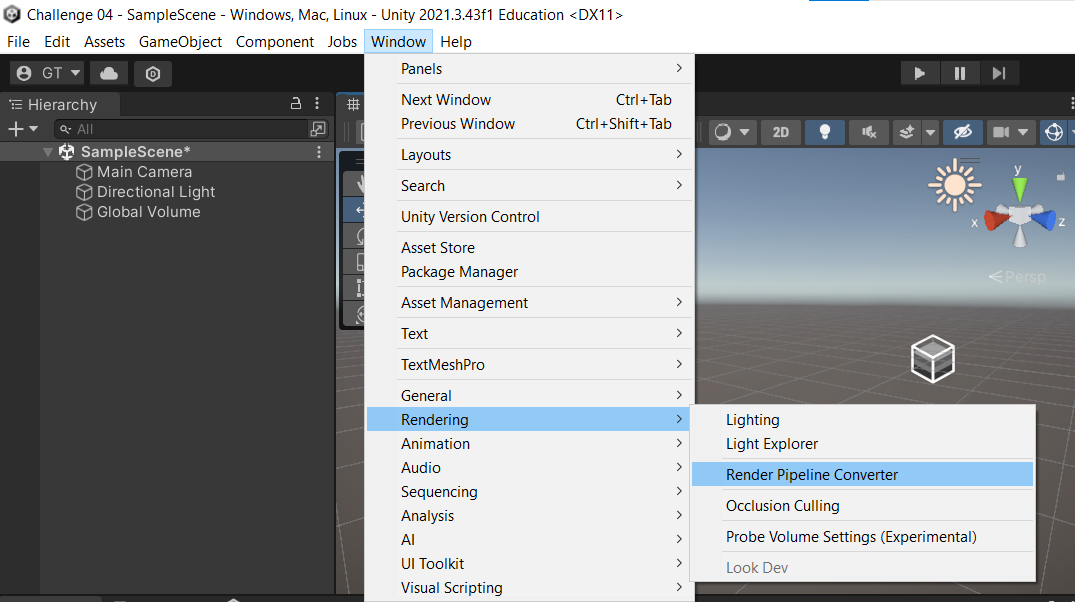 Challenge 04 - SampleScene - Windows, Mac, Linux - Unity 2021.3.43f1 Education <DX11>
File Edit Assets GameObject Component Jobs Window Help
GT
Hierarchy
All
SampleScene*
Main Camera
Directional Light
Global Volume
Panels
Next Window Ctrl+Tab
Previous Window Ctrl+Shift+Tab
Layouts
Search
Unity Version Control
Asset Store
Package Manager
Asset Management
Text
TextMeshPro
General
Rendering
Animation
Audio
Sequencing
Analysis
AI
UI Toolkit
Visual Scripting
Lighting
Light Explorer
Render Pipeline Converter
Occlusion Culling
Probe Volume Settings (Experimental)
Look Dev
2D
y
x z
Persp